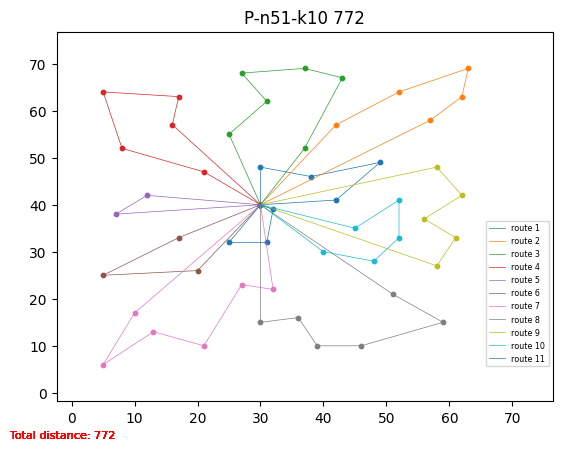 P-n51-k10 772
70
60
50
40
30
20
10
0
route 1
route 2
route 3
route 4
route 5
route 6
route 7
route 8
route 9
route 10
route 11
0 10 20 30 40 50 60 70
Total distance: 772